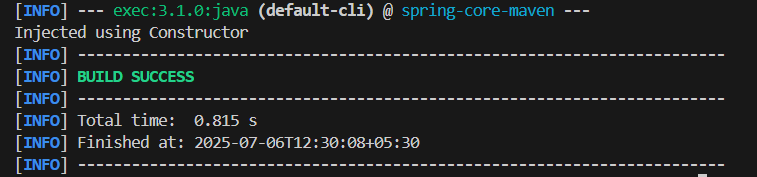 [INFO] --- exec:3.1.0:java (default-cli) @ spring-core-maven ---
Injected using Constructor
[INFO] ------------------------------------------------------------------------
[INFO] BUILD SUCCESS
[INFO] ------------------------------------------------------------------------
[INFO] Total time:  0.815 s
[INFO] Finished at: 2025-07-06T12:30:08+05:30
[INFO] ------------------------------------------------------------------------